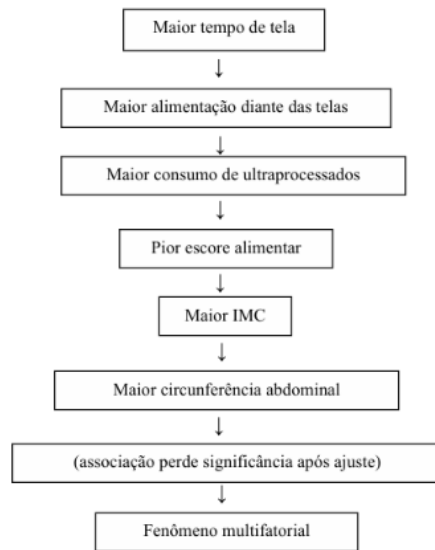 Maior tempo de tela
↓
Maior alimentação diante das telas
↓
Maior consumo de ultraprocessados
↓
Pior escore alimentar
↓
Maior IMC
↓
Maior circunferência abdominal
↓
(associação perde significância após ajuste)
↓
Fenômeno multifatorial